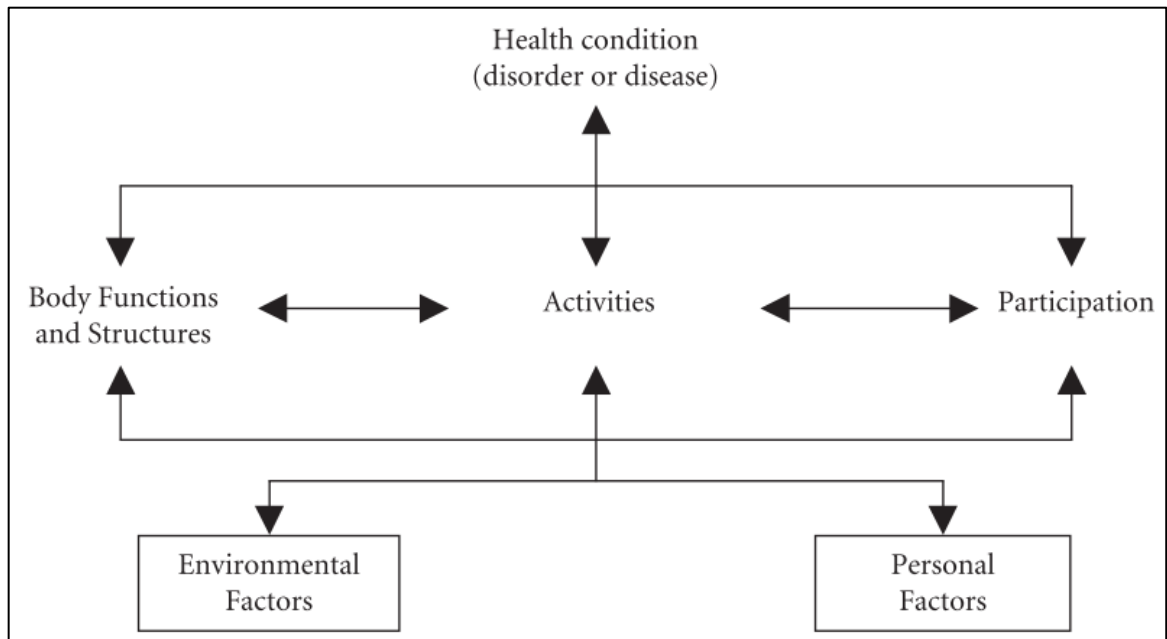 Health condition
(disorder or disease)
Body Functions
and Structures
Activities
Participation
Environmental
Factors
Personal
Factors